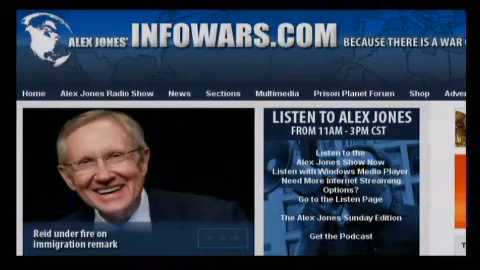 ALEX JONES' INFOWARS.COM BECAUSE THERE IS A WAR
Home Alex Jones Radio Show News Sections Multimedia Prison Planet Forum Shop
LISTEN TO ALEX JONES
FROM 11AM - 3PM CST
Listen to the
Alex Jones Show Now
Listen with Windows Media Player
Need More Internet Streaming
Options?
Go to the Listen Page
The Alex Jones Sunday Edition
Get the Podcast
Reid under fire on
immigration remark